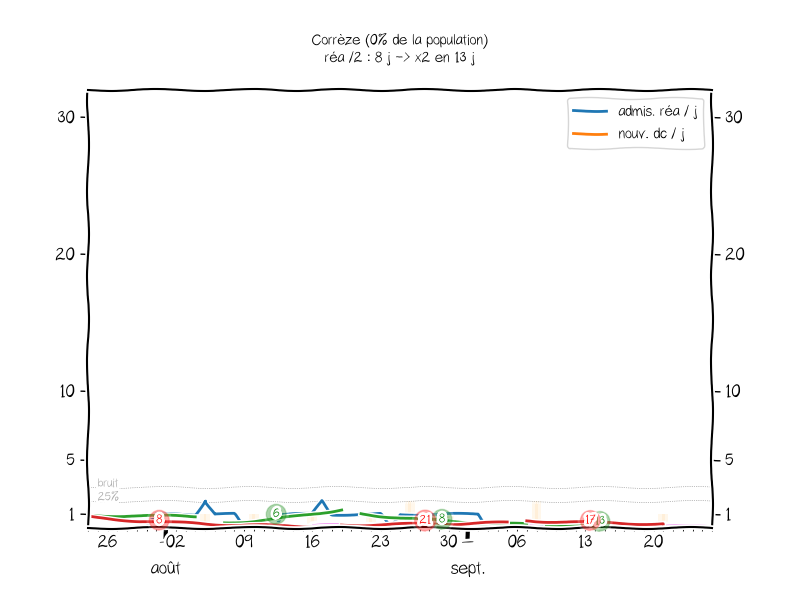 Corrèze (0% de la population)
réa /2 : 8 j -> x2 en 13 j
admis. réa / j
nouv. dc / j
30 30
20 20
10 10
5 5
bruit
25%
1 1
8 6 21 8 17
26 02 09 16 23 30 06 13 20
août sept.